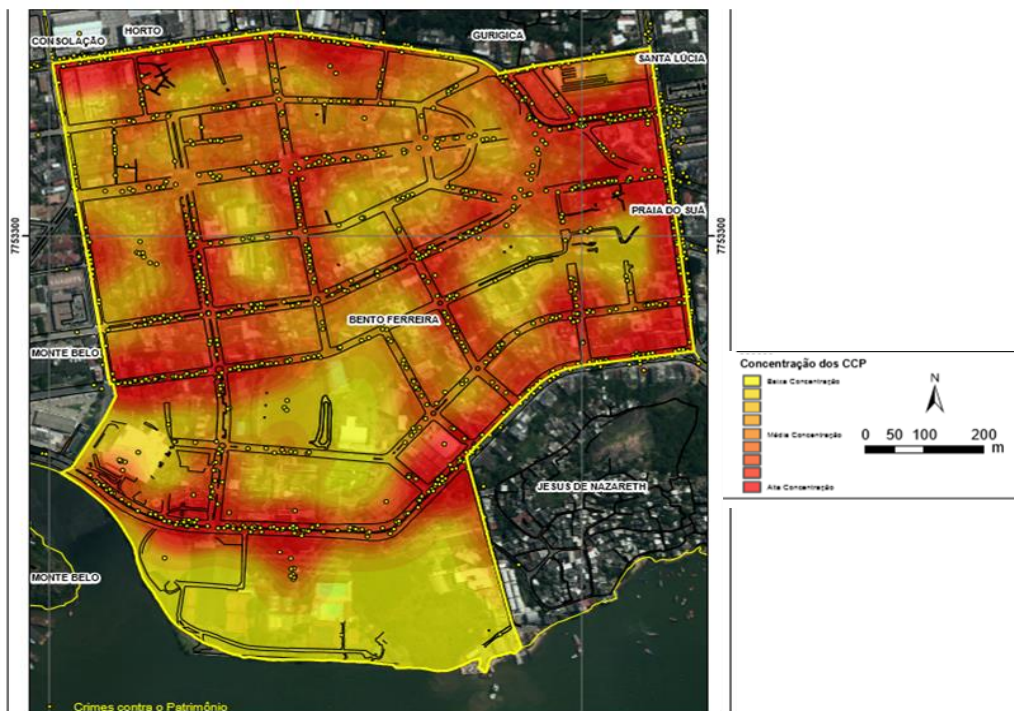 HORTO
CONSOLAÇÃO
GURIGICA
SANTA LÚCIA
PRAIA DO SUÁ
7753300
7753300
BENTO FERREIRA
MONTE BELO
Concentração dos CCP
Baixa Concentração
N
Média Concentração
0 50 100 200
m
Alta Concentração
JESUS DE NAZARETH
MONTE BELO
Crimes contra o Patrimônio